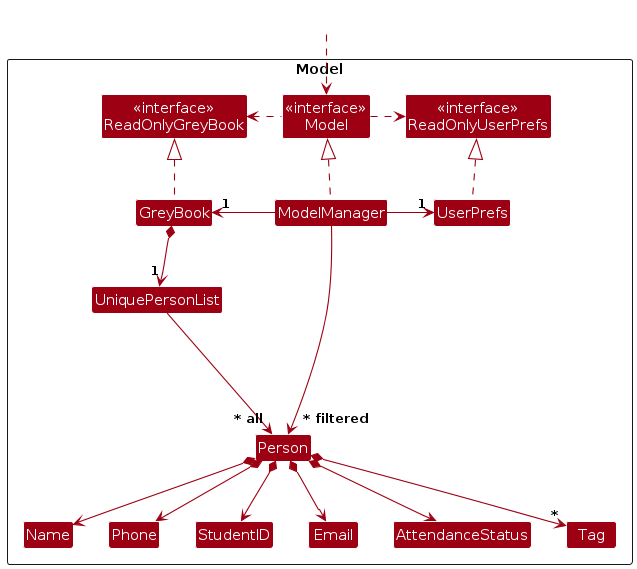 Model
«interface»
ReadOnlyGreyBook
«interface»
Model
«interface»
ReadOnlyUserPrefs
GreyBook
1
ModelManager
1
UserPrefs
1
UniquePersonList
* all
* filtered
Person
*
Name
Phone
StudentID
Email
AttendanceStatus
Tag